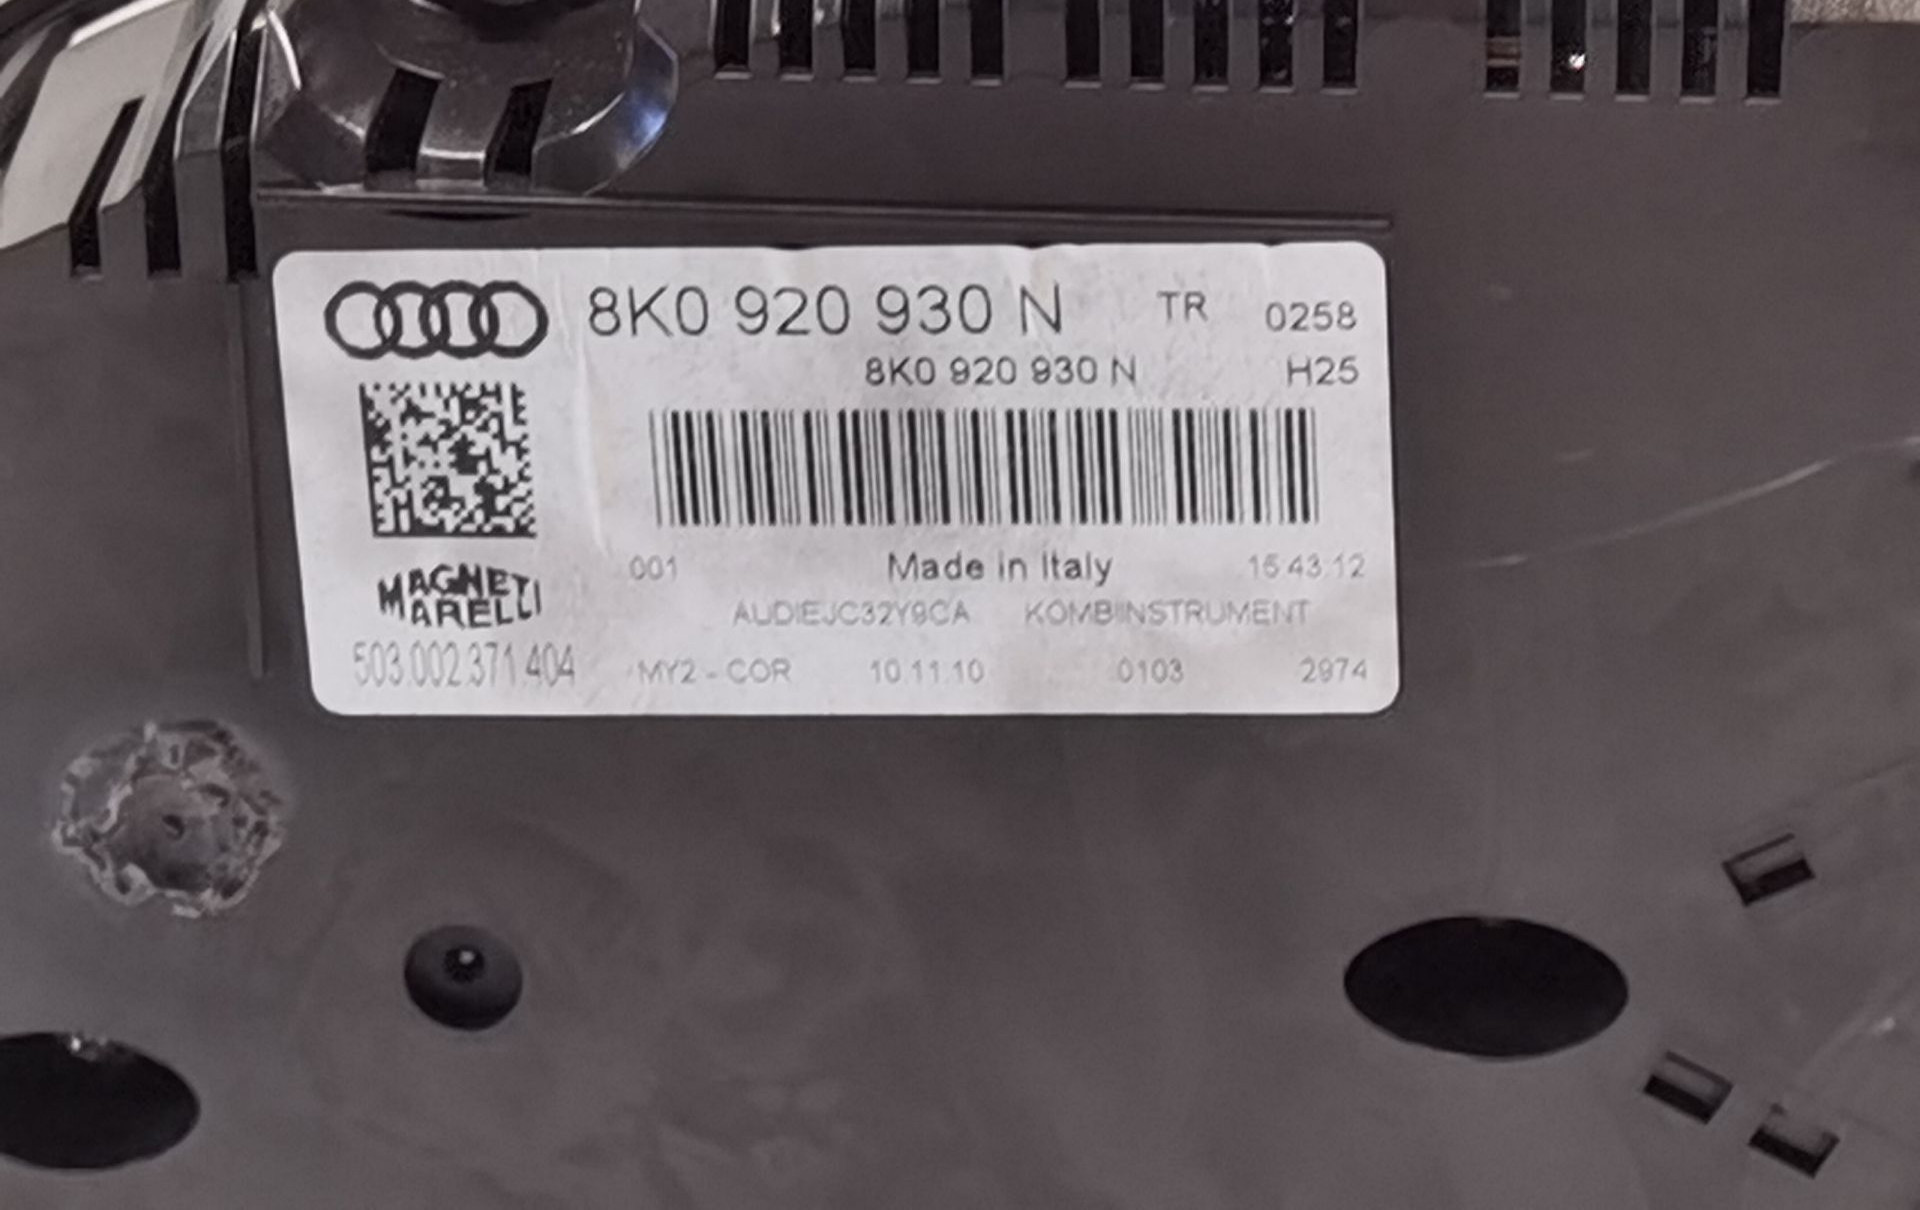 8K0 920 930 N TR 0258
8K0 920 930 N H25
MAGNETI
MARELLI
503.002.371.404
001 Made in Italy 15 43 12
AUDIEJC32Y9CA KOMBIINSTRUMENT
MY2 - COR 10.11.10 0103 2974